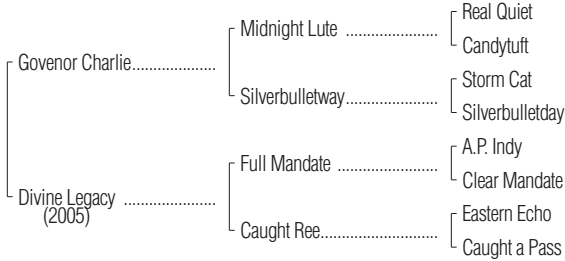 Real Quiet
Midnight Lute ......................
Candytuft
Govenor Charlie....................
Storm Cat
Silverbulletway......................
Silverbulletday
A.P. Indy
Full Mandate ........................
Clear Mandate
Divine Legacy ......................
(2005)
Eastern Echo
Caught Ree............................
Caught a Pass